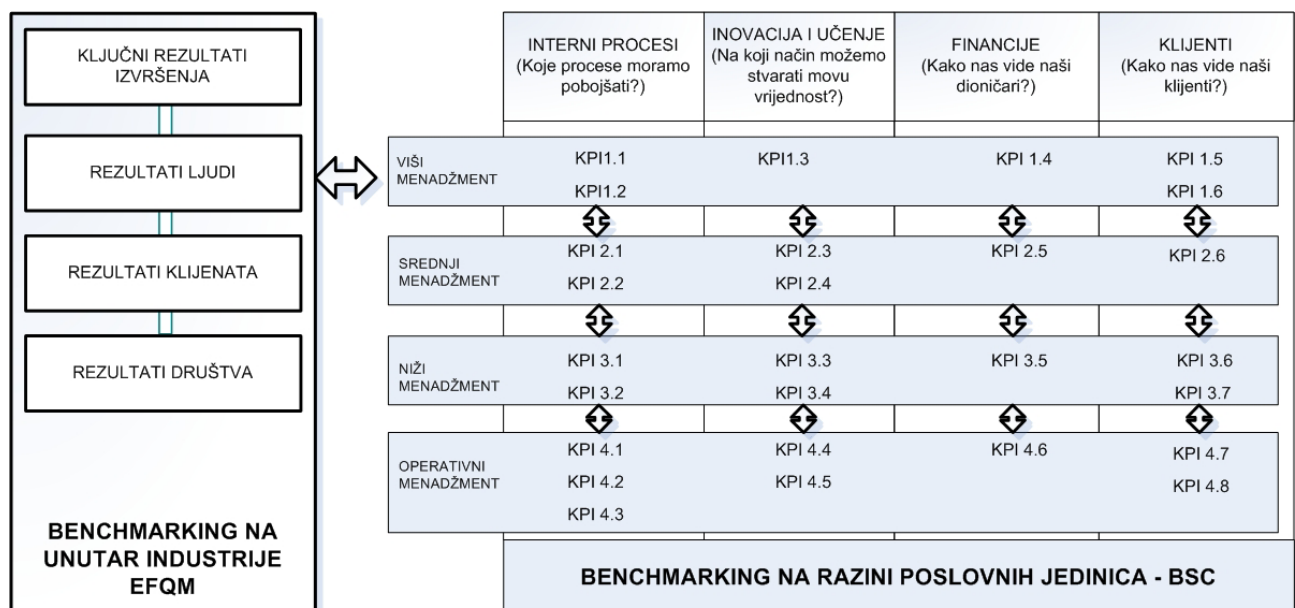 KLJUČNI REZULTATI
IZVRŠENJA
REZULTATI LJUDI
REZULTATI KLIJENATA
REZULTATI DRUŠTVA
BENCHMARKING NA
UNUTAR INDUSTRIJE
EFQM
INTERNI PROCESI
(Koje procese moramo
pobojšati?)
INOVACIJA I UČENJE
(Na koji način možemo
stvarati movu
vrijednost?)
FINANCIJE
(Kako nas vide naši
dioničari?)
KLIJENTI
(Kako nas vide naši
klijenti?)
VIŠI
MENADŽMENT
KPI1.1
KPI1.3
KPI 1.4
KPI 1.5
KPI1.2
KPI 1.6
SREDNJI
MENADŽMENT
KPI 2.1
KPI 2.3
KPI 2.5
KPI 2.6
KPI 2.2
KPI 2.4
NIŽI
MENADŽMENT
KPI 3.1
KPI 3.3
KPI 3.5
KPI 3.6
KPI 3.2
KPI 3.4
KPI 3.7
OPERATIVNI
MENADŽMENT
KPI 4.1
KPI 4.4
KPI 4.6
KPI 4.7
KPI 4.2
KPI 4.5
KPI 4.8
KPI 4.3
BENCHMARKING NA RAZINI POSLOVNIH JEDINICA - BSC